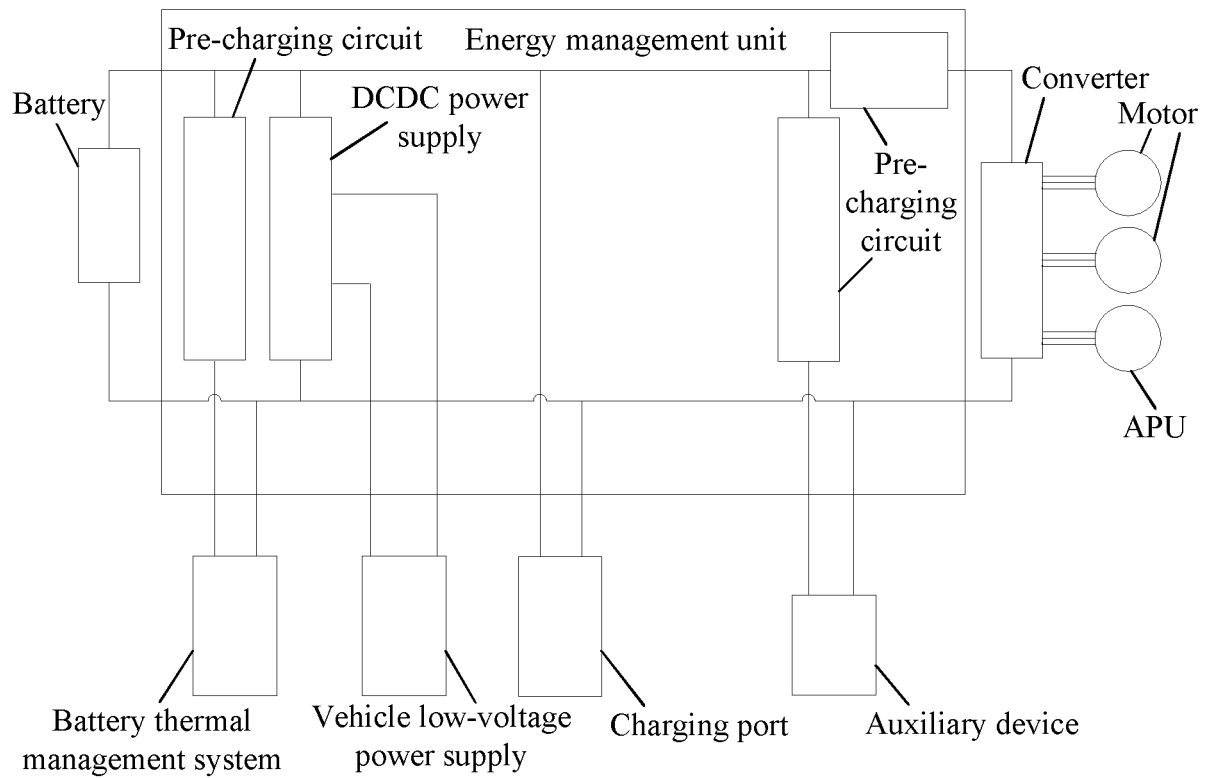 Pre-charging circuit
Energy management unit
Battery
DCDC power
supply
Converter
Motor
Pre-
charging
circuit
APU
Battery thermal
management system
Vehicle low-voltage
power supply
Charging port
Auxiliary device